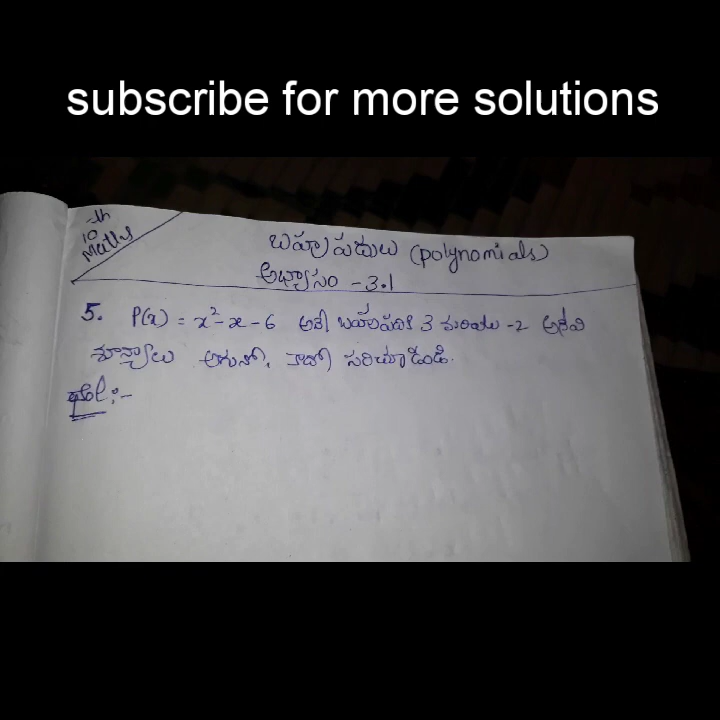 subscribe for more solutions
10th
Maths
బహుపదులు (polynomials)
అభ్యాసం - 3.1
5. P(x) = x² - x - 6 అనే బహుపదికి 3 మరియు -2 అనేవి
శూన్యాలు అగునో, కాదో సరిచూడండి.
సాధన :-